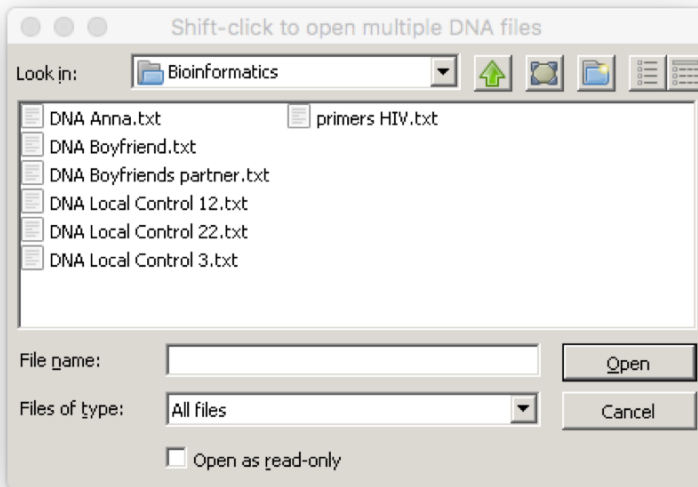 Shift-click to open multiple DNA files
Look in: Bioinformatics
DNA Anna.txt
DNA Boyfriend.txt
DNA Boyfriends partner.txt
DNA Local Control 12.txt
DNA Local Control 22.txt
DNA Local Control 3.txt
primers HIV.txt
File name: Open
Files of type: All files Cancel
Open as read-only